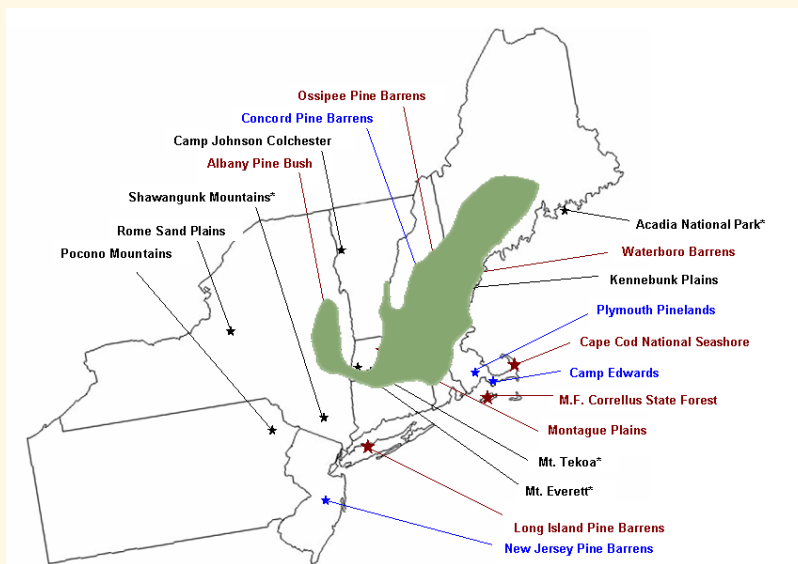 Ossipee Pine Barrens
Concord Pine Barrens
Camp Johnson Colchester
Albany Pine Bush
Shawangunk Mountains*
Acadia National Park*
Rome Sand Plains
Pocono Mountains
Waterboro Barrens
Kennebunk Plains
Plymouth Pinelands
Cape Cod National Seashore
Camp Edwards
M.F. Correllus State Forest
Montague Plains
Mt. Tekoa*
Mt. Everett*
Long Island Pine Barrens
New Jersey Pine Barrens